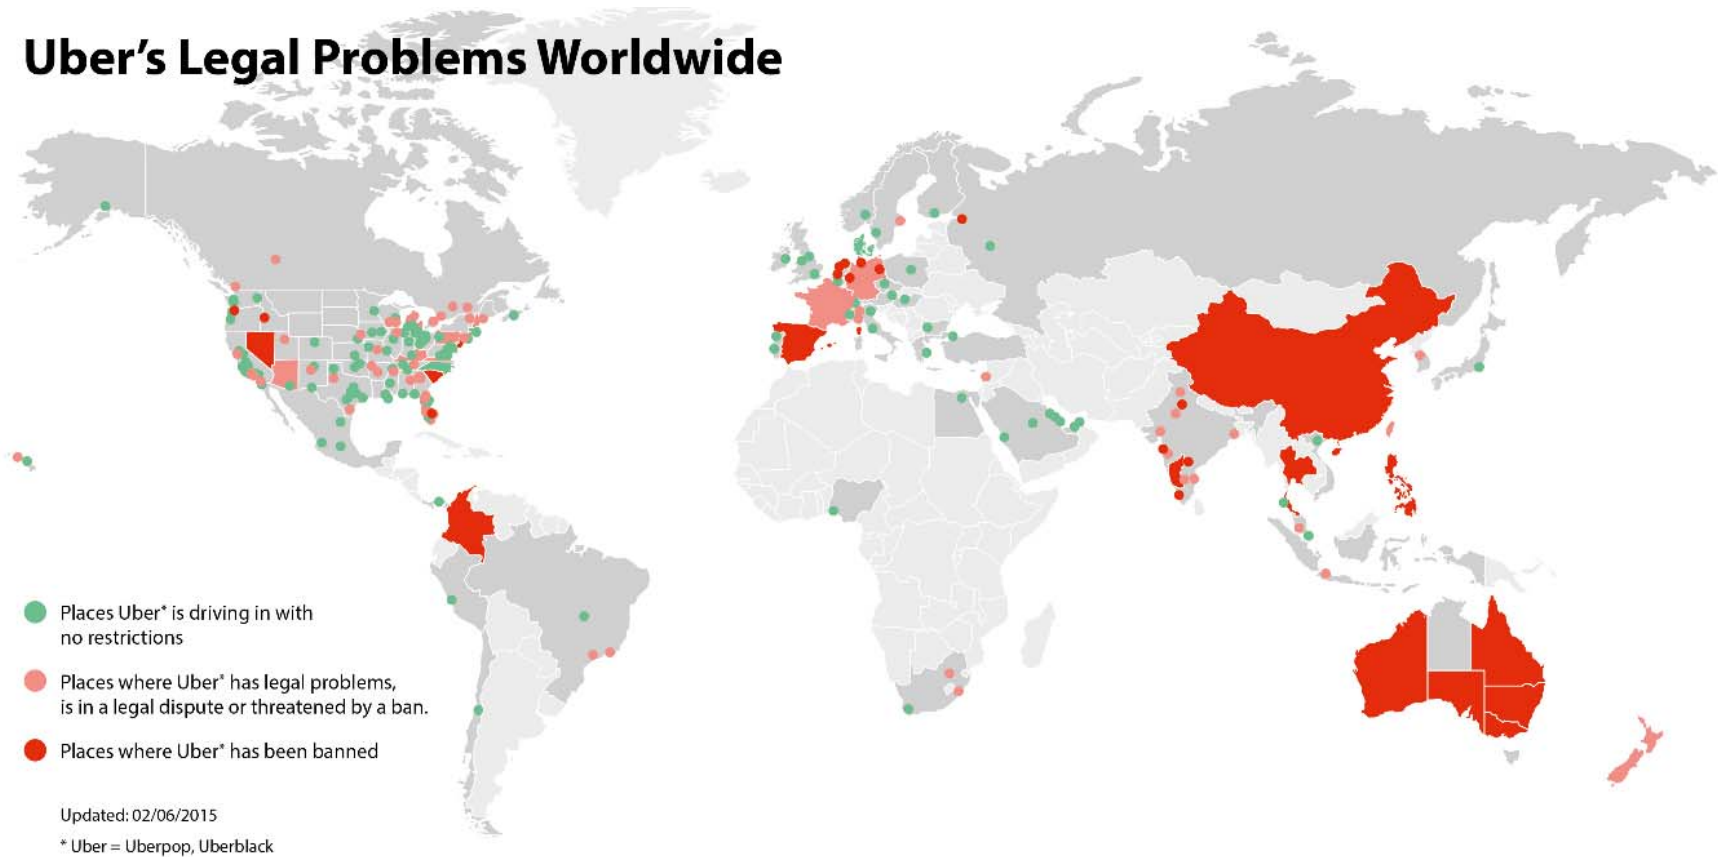 Uber's Legal Problems Worldwide
Places Uber* is driving in with
no restrictions
Places where Uber* has legal problems,
is in a legal dispute or threatened by a ban.
Places where Uber* has been banned
Updated: 02/06/2015
* Uber = Uberpop, Uberblack